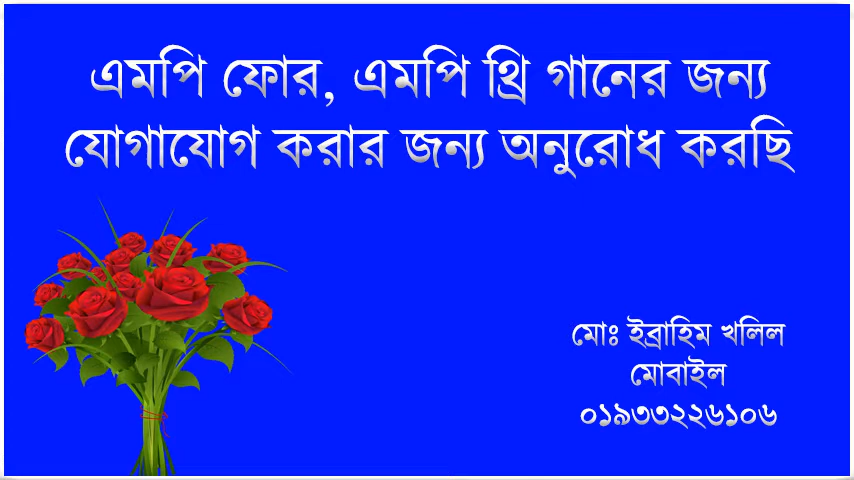 এমপি ফোর, এমপি থ্রি গানের জন্য
যোগাযোগ করার জন্য অনুরোধ করছি
মোঃ ইব্রাহিম খলিল
মোবাইল
০১৯৩৩২২৬১০৬